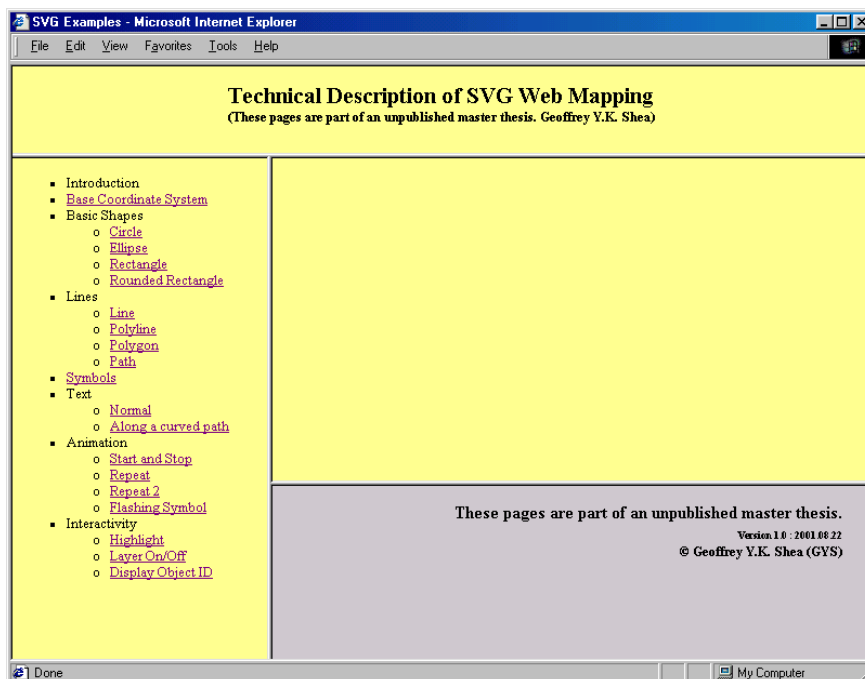 SVG Examples - Microsoft Internet Explorer
File Edit View Favorites Tools Help
Technical Description of SVG Web Mapping
(These pages are part of an unpublished master thesis. Geoffrey Y.K. Shea)
Introduction
Base Coordinate System
Basic Shapes
Circle
Ellipse
Rectangle
Rounded Rectangle
Lines
Line
Polyline
Polygon
Path
Symbols
Text
Normal
Along a curved path
Animation
Start and Stop
Repeat
Repeat 2
Flashing Symbol
Interactivity
Highlight
Layer On/Off
Display Object ID
These pages are part of an unpublished master thesis.
Version 1.0 : 2001.08.22
© Geoffrey Y.K. Shea (GYS)
Done
My Computer